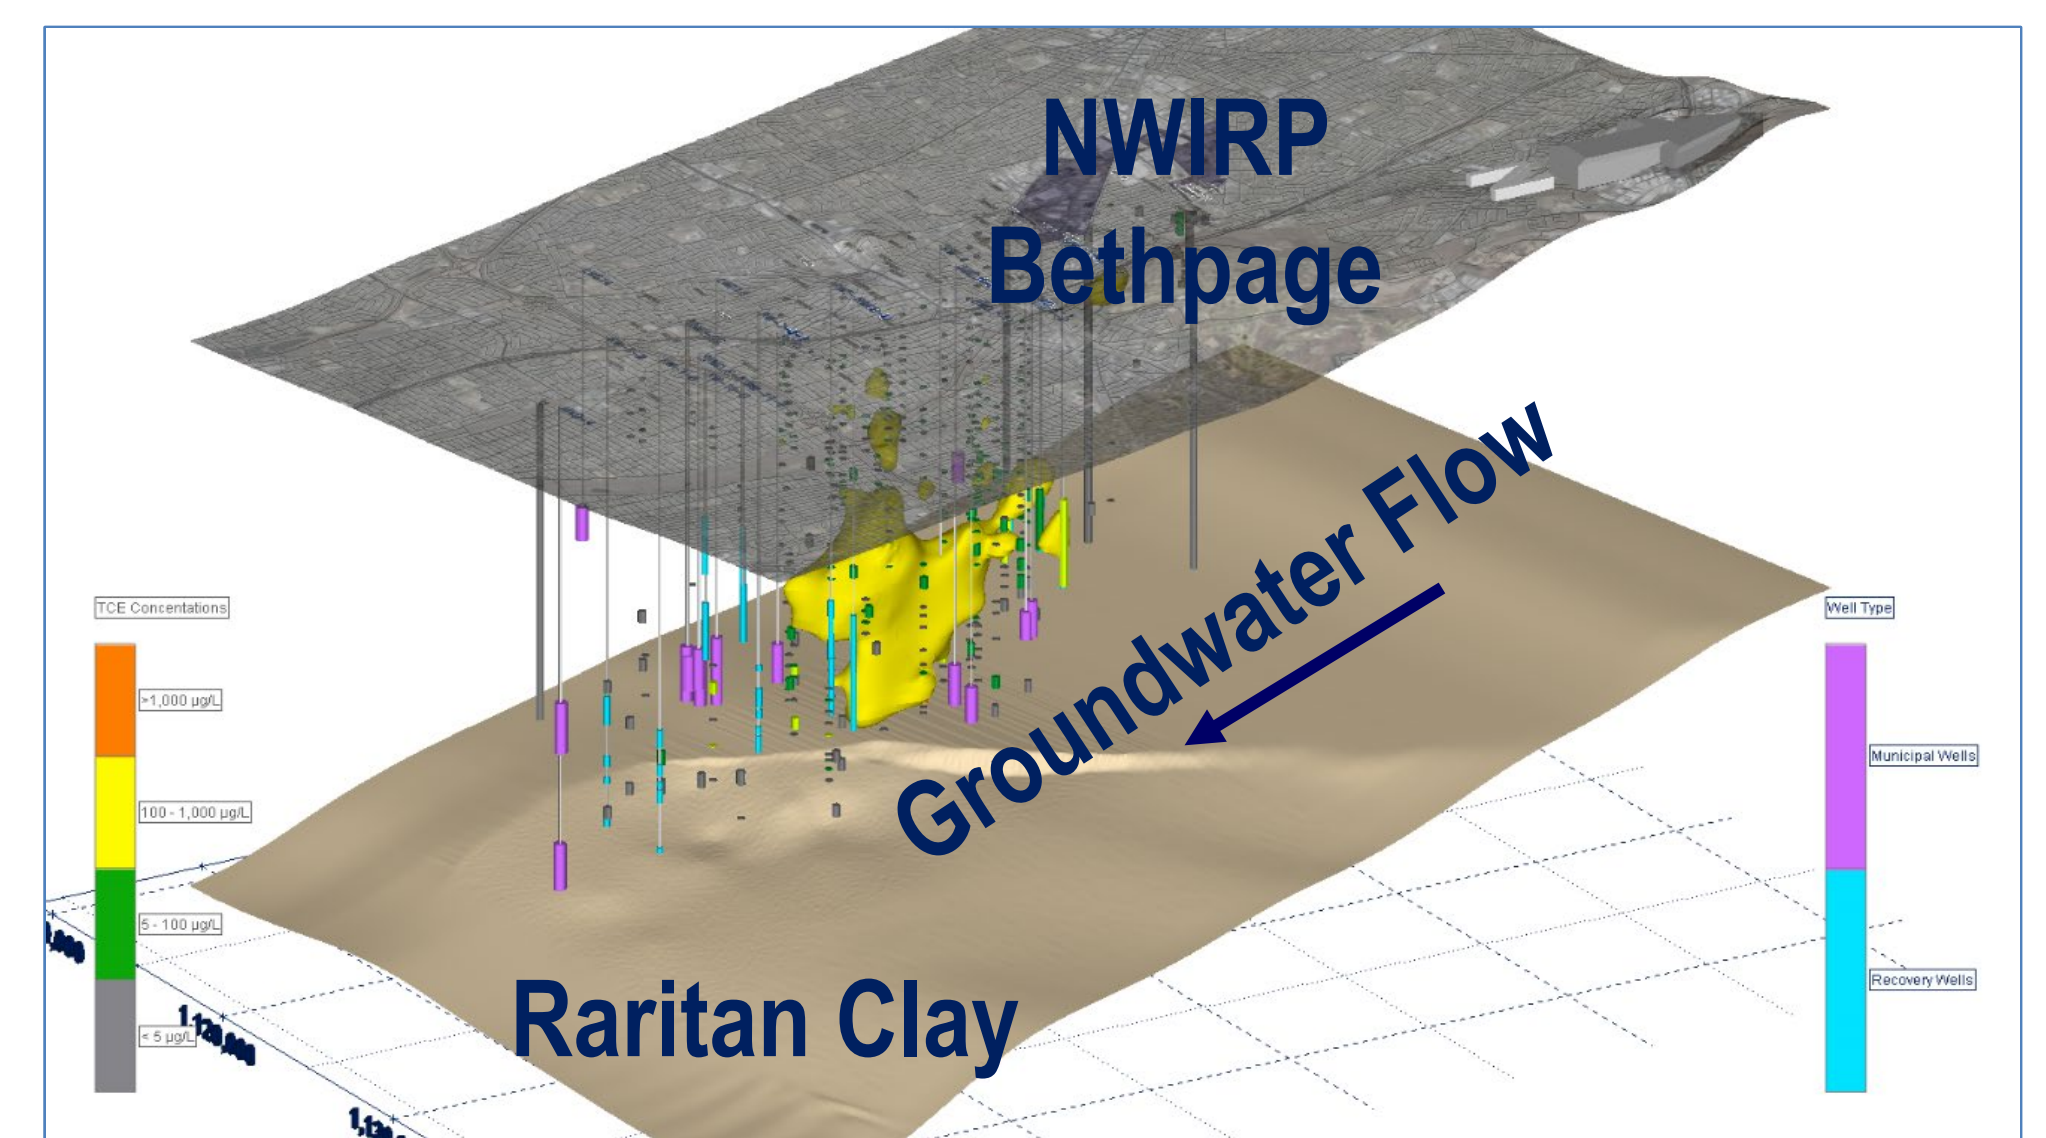 NWIRP
Bethpage
Groundwater Flow
TCE Concentations
>1,000 µg/L
100 - 1,000 µg/L
5 - 100 µg/L
< 5 µg/L
Well Type
Municipal Wells
Recovery Wells
Raritan Clay